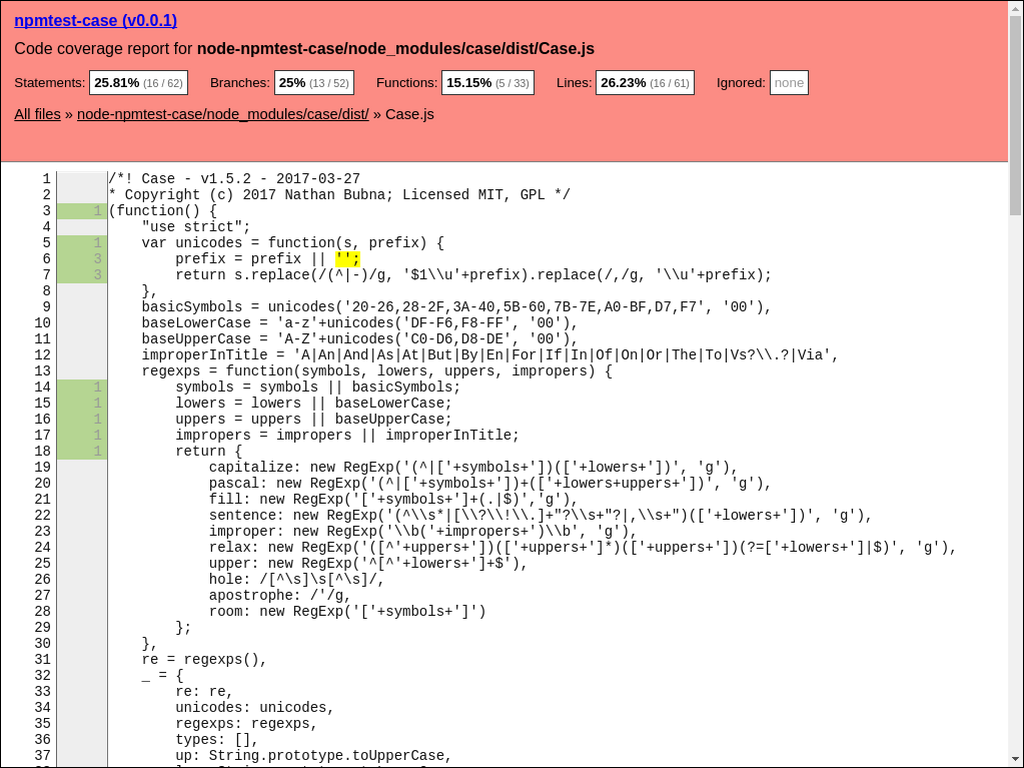 npmtest-case (v0.0.1)
Code coverage report for node-npmtest-case/node_modules/case/dist/Case.js
Statements: 25.81% (16 / 62) Branches: 25% (13 / 52) Functions: 15.15% (5 / 33) Lines: 26.23% (16 / 61) Ignored: none
All files » node-npmtest-case/node_modules/case/dist/ » Case.js
1 /*! Case - v1.5.2 - 2017-03-27
2 * Copyright (c) 2017 Nathan Bubna; Licensed MIT, GPL */
3 1 (function() {
4 "use strict";
5 1 var unicodes = function(s, prefix) {
6 3 prefix = prefix || '';
7 3 return s.replace(/(^|-)/g, '$1\\u'+prefix).replace(/,/g, '\\u'+prefix);
8 },
9 basicSymbols = unicodes('20-26,28-2F,3A-40,5B-60,7B-7E,A0-BF,D7,F7', '00'),
10 baseLowerCase = 'a-z'+unicodes('DF-F6,F8-FF', '00'),
11 baseUpperCase = 'A-Z'+unicodes('C0-D6,D8-DE', '00'),
12 improperInTitle = 'A|An|And|As|At|But|By|En|For|If|In|Of|On|Or|The|To|Vs?\\.?|Via',
13 regexps = function(symbols, lowers, uppers, impropers) {
14 1 symbols = symbols || basicSymbols;
15 1 lowers = lowers || baseLowerCase;
16 1 uppers = uppers || baseUpperCase;
17 1 impropers = impropers || improperInTitle;
18 1 return {
19 capitalize: new RegExp('(^|['+symbols+'])(['+lowers+'])', 'g'),
20 pascal: new RegExp('(^|['+symbols+'])+(['+lowers+uppers+'])', 'g'),
21 fill: new RegExp('['+symbols+']+(.|$)','g'),
22 sentence: new RegExp('(^\\s*|[\\?\\!\\.]+"?\\s+"?|,\\s+")(['+lowers+'])', 'g'),
23 improper: new RegExp('\\b('+impropers+')\\b', 'g'),
24 relax: new RegExp('([^'+uppers+'])(['+uppers+']*)(['+uppers+'])(?=['+lowers+']|$)', 'g'),
25 upper: new RegExp('^[^'+lowers+']+$'),
26 hole: /[^\s]\s[^\s]/,
27 apostrophe: /'/g,
28 room: new RegExp('['+symbols+']')
29 };
30 },
31 re = regexps(),
32 _ = {
33 re: re,
34 unicodes: unicodes,
35 regexps: regexps,
36 types: [],
37 up: String.prototype.toUpperCase,